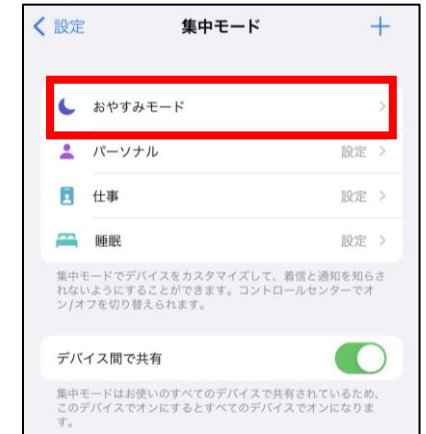 設定 集中モード
おやすみモード
パーソナル 設定
仕事 設定
睡眠 設定
集中モードでデバイスをカスタマイズして、着信と通知を知らさ
れないようにすることができます。コントロールセンターでオ
ン/オフを切り替えられます。
デバイス間で共有
集中モードはお使いのすべてのデバイスで共有されているため、
このデバイスでオンにするとすべてのデバイスでオンになりま
す。